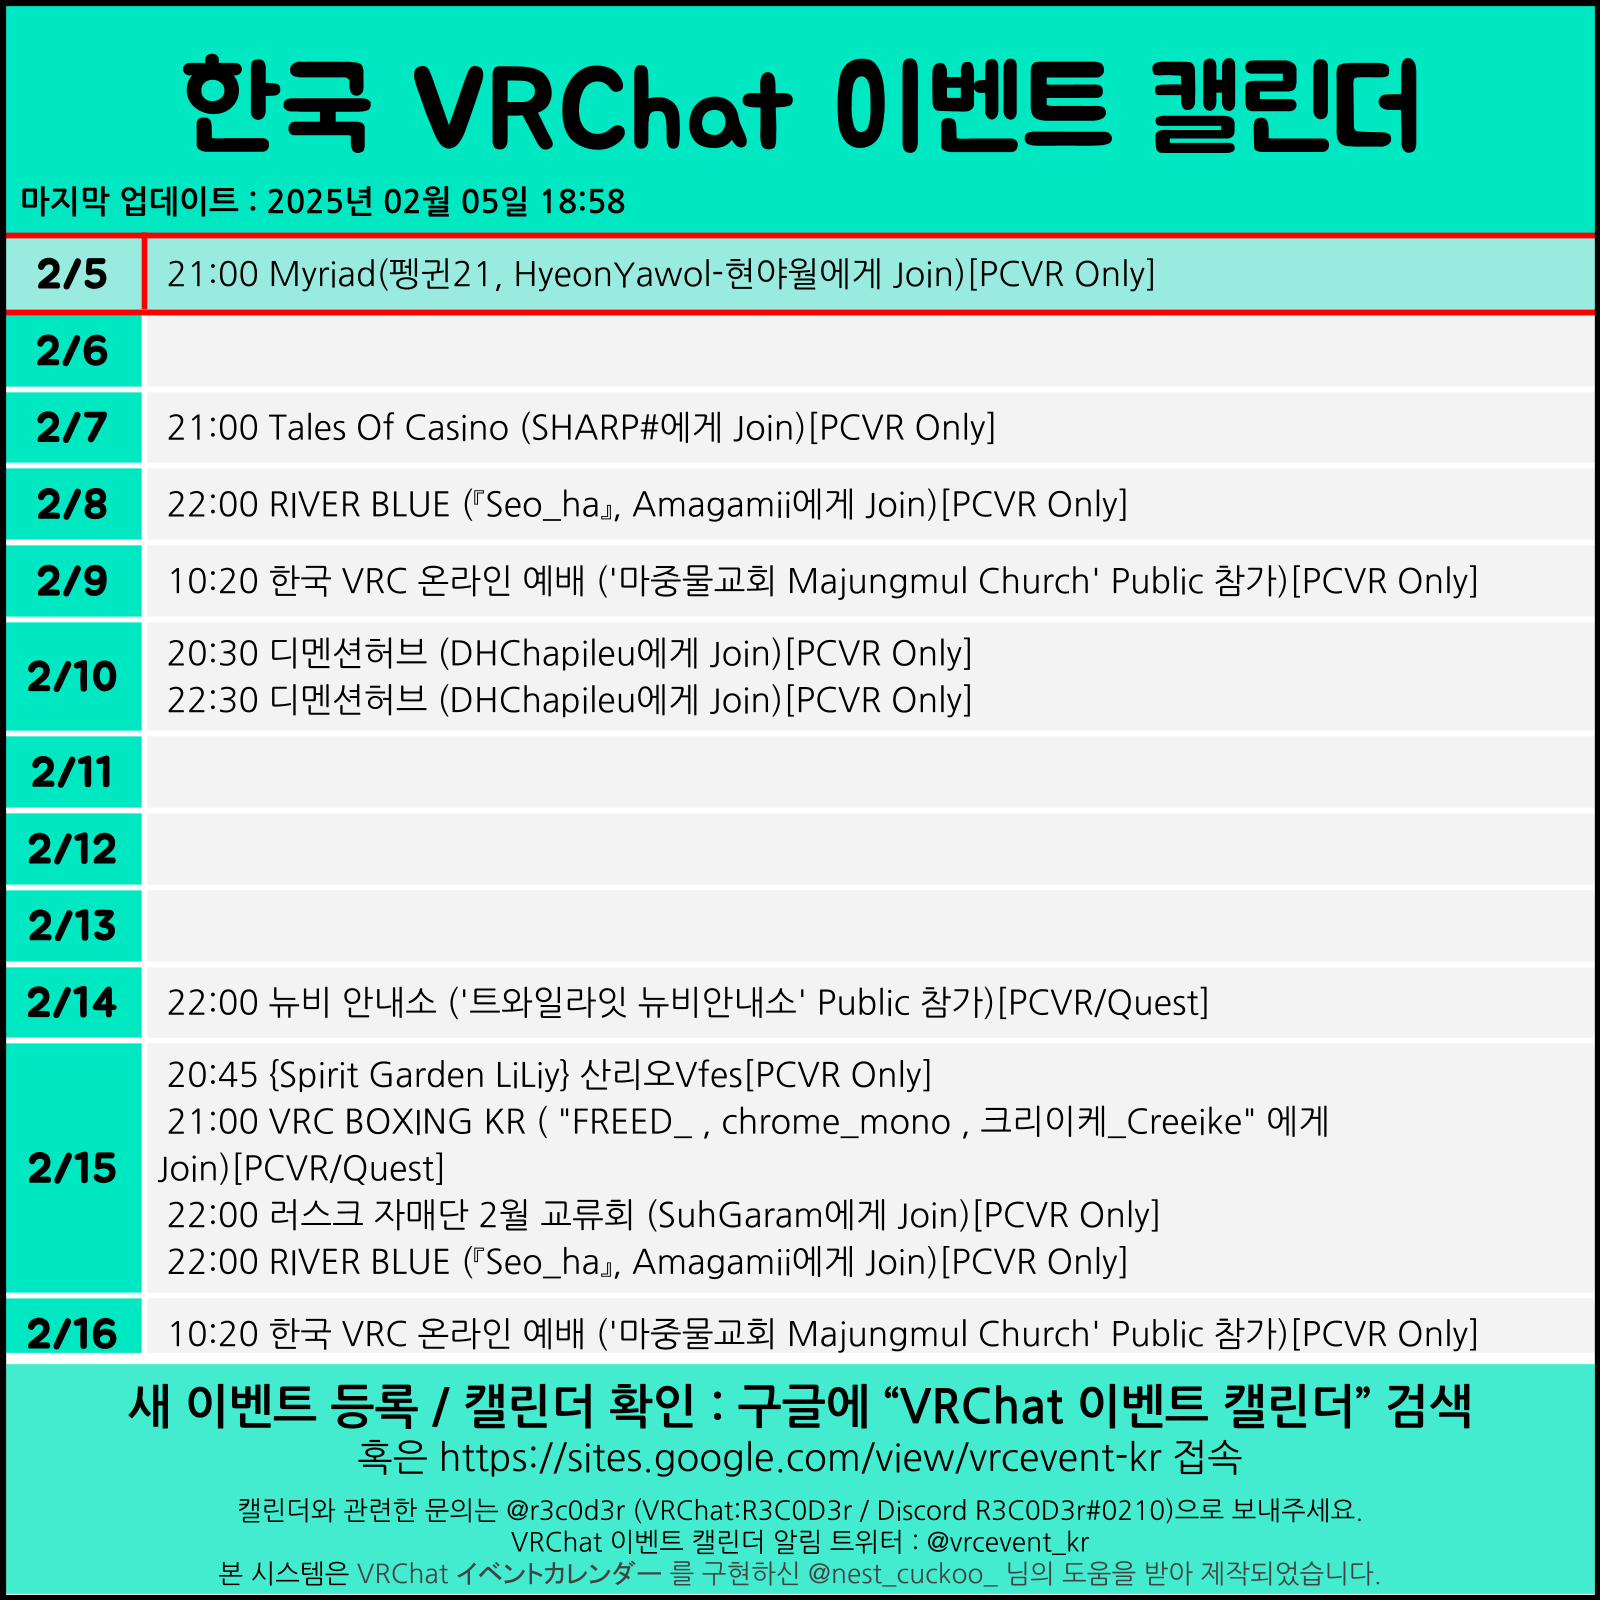 한국 VRChat 이벤트 캘린더
마지막 업데이트 : 2025년 02월 05일 18:58
2/5 21:00 Myriad(펭귄21, HyeonYawol-현야월에게 Join)[PCVR Only]
2/6
2/7 21:00 Tales Of Casino (SHARP#에게 Join)[PCVR Only]
2/8 22:00 RIVER BLUE (『Seo_ha』, Amagamii에게 Join)[PCVR Only]
2/9 10:20 한국 VRC 온라인 예배 ('마중물교회 Majungmul Church' Public 참가)[PCVR Only]
2/10
20:30 디멘션허브 (DHChapileu에게 Join)[PCVR Only]
22:30 디멘션허브 (DHChapileu에게 Join)[PCVR Only]
2/11
2/12
2/13
2/14 22:00 뉴비 안내소 ('트와일라잇 뉴비안내소' Public 참가)[PCVR/Quest]
2/15
20:45 {Spirit Garden LiLiy} 산리오Vfes[PCVR Only]
21:00 VRC BOXING KR ( "FREED_ , chrome_mono , 크리이케_Creeike" 에게
Join)[PCVR/Quest]
22:00 러스크 자매단 2월 교류회 (SuhGaram에게 Join)[PCVR Only]
22:00 RIVER BLUE (『Seo_ha』, Amagamii에게 Join)[PCVR Only]
2/16 10:20 한국 VRC 온라인 예배 ('마중물교회 Majungmul Church' Public 참가)[PCVR Only]
새 이벤트 등록 / 캘린더 확인 : 구글에 “VRChat 이벤트 캘린더” 검색
혹은 https://sites.google.com/view/vrcevent-kr 접속
캘린더와 관련한 문의는 @r3c0d3r (VRChat:R3C0D3r / Discord R3C0D3r#0210)으로 보내주세요.
VRChat 이벤트 캘린더 알림 트위터 : @vrcevent_kr
본 시스템은 VRChat イベントカレンダー 를 구현하신 @nest_cuckoo_ 님의 도움을 받아 제작되었습니다.